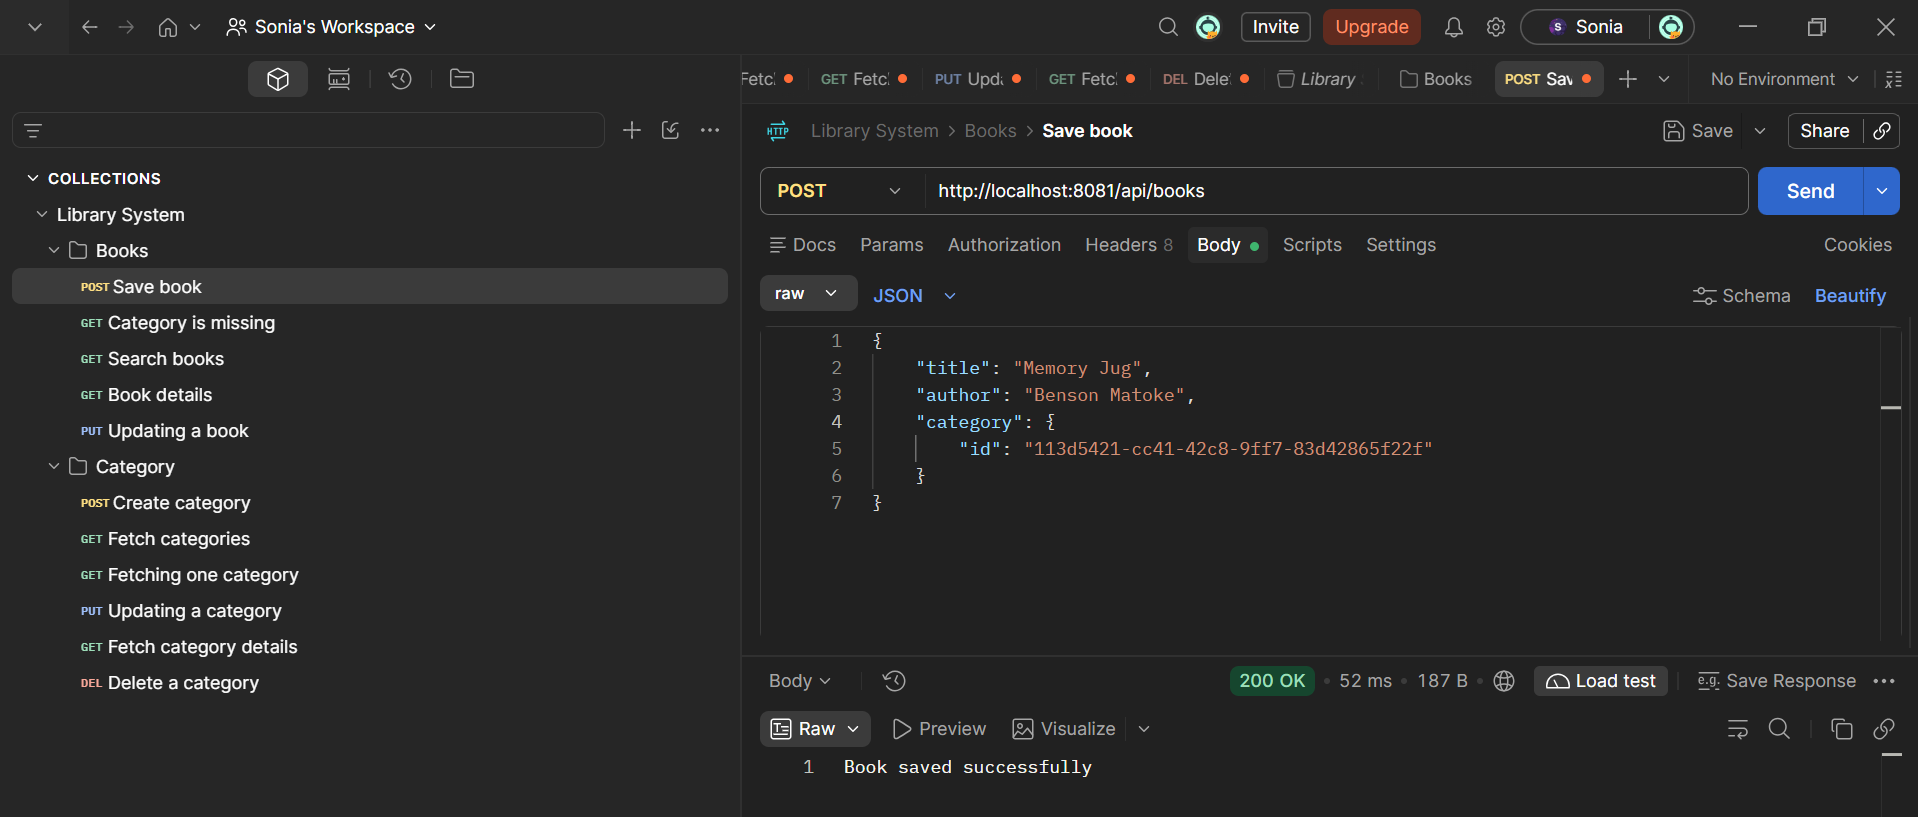 Sonia's Workspace
Invite
Upgrade
S Sonia
GET
PUT
GET
DEL
Library
Books
POST
No Environment
COLLECTIONS
Library System
Books
POST Save book
GET Category is missing
GET Search books
GET Book details
PUT Updating a book
Category
POST Create category
GET Fetch categories
GET Fetching one category
PUT Updating a category
GET Fetch category details
DEL Delete a category
HTTP Library System > Books > Save book
Save
Share
POST http://localhost:8081/api/books
Send
Docs Params Authorization Headers 8 Body Scripts Settings Cookies
raw JSON Schema Beautify
1 {
2 "title": "Memory Jug",
3 "author": "Benson Matoke",
4 "category": {
5 "id": "113d5421-cc41-42c8-9ff7-83d42865f22f"
6 }
7 }
Body 200 OK • 52 ms • 187 B • Load test e.g. Save Response
Raw Preview Visualize
1 Book saved successfully